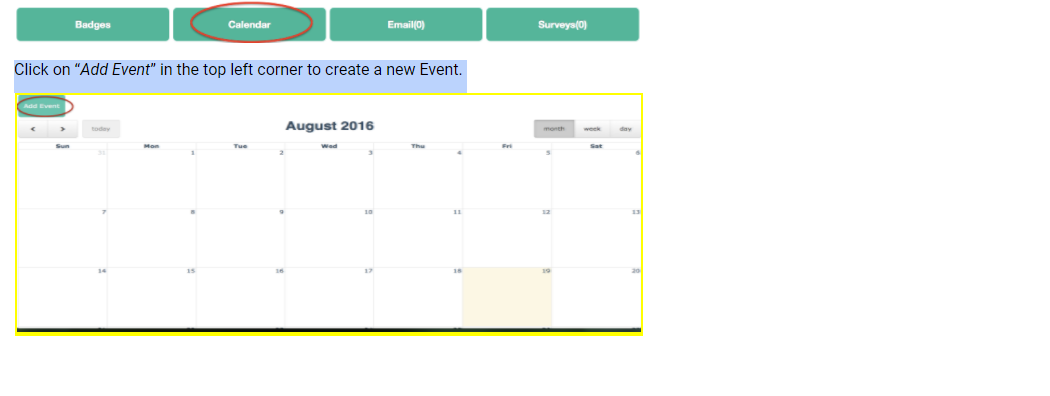 Badges Calendar Email(0) Surveys(0)
Click on “Add Event” in the top left corner to create a new Event.
Add Event
< > today August 2016 month week day
Sun Mon Tue Wed Thu Fri Sat
31 1 2 3 4 5 6
7 8 9 10 11 12 13
14 15 16 17 18 19 20